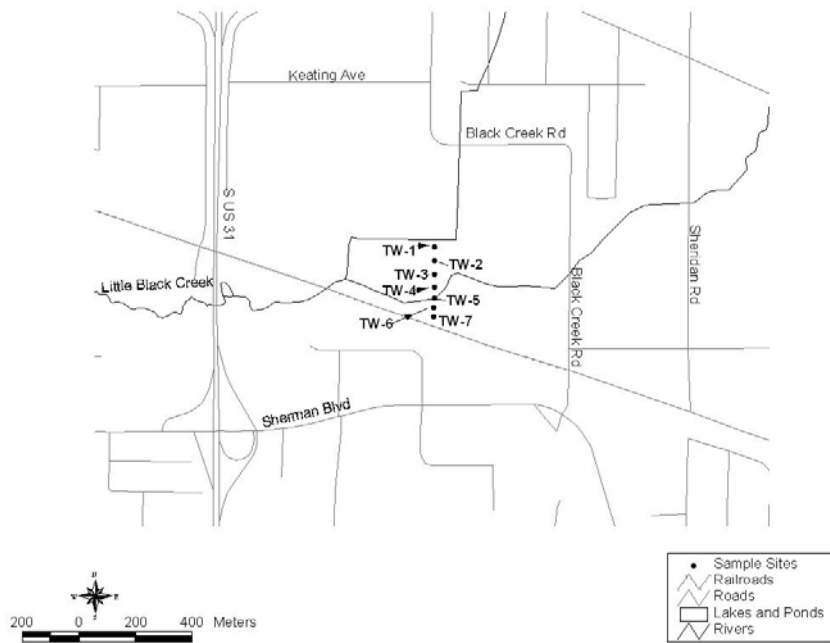 Keating Ave
Black Creek Rd
S US 31
TW-1
TW-2
TW-3
Little Black Creek
TW-4
TW-5
TW-6
TW-7
Black Creek Rd
Sheridan Rd
Sherman Blvd
N
200 0 200 400 Meters
Sample Sites
Railroads
Roads
Lakes and Ponds
Rivers